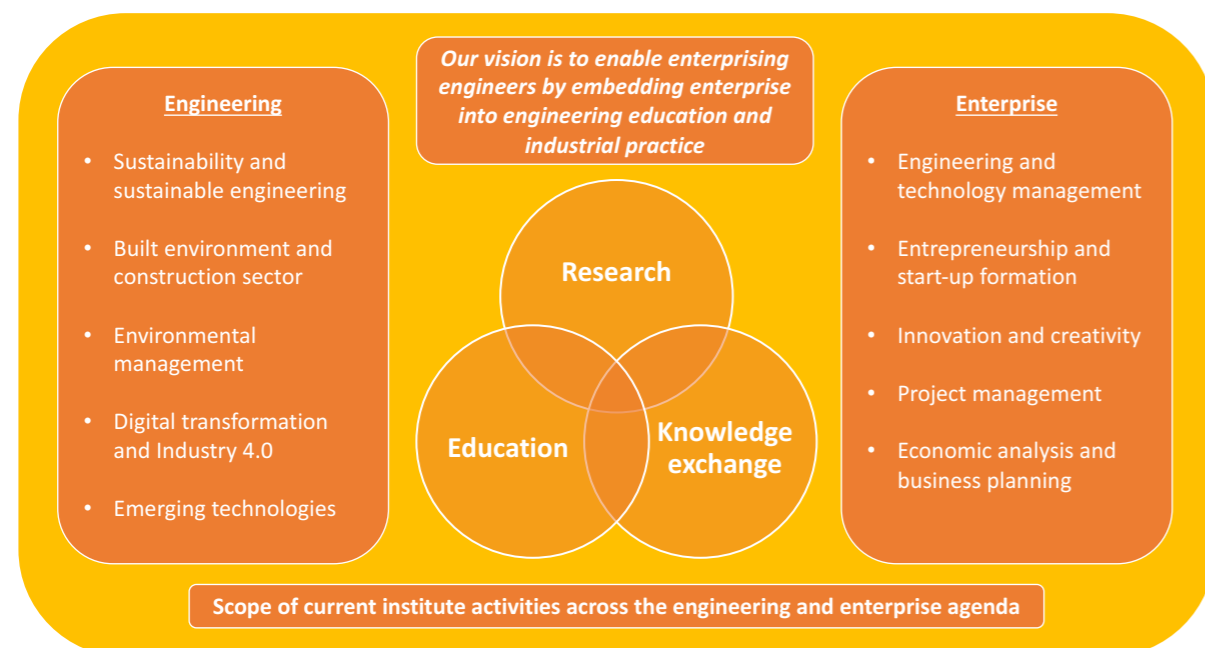 Our vision is to enable enterprising
engineers by embedding enterprise
into engineering education and
industrial practice
Engineering
• Sustainability and
sustainable engineering
• Built environment and
construction sector
• Environmental
management
• Digital transformation
and Industry 4.0
• Emerging technologies
Research
Education
Knowledge
exchange
Enterprise
• Engineering and
technology management
• Entrepreneurship and
start-up formation
• Innovation and creativity
• Project management
• Economic analysis and
business planning
Scope of current institute activities across the engineering and enterprise agenda